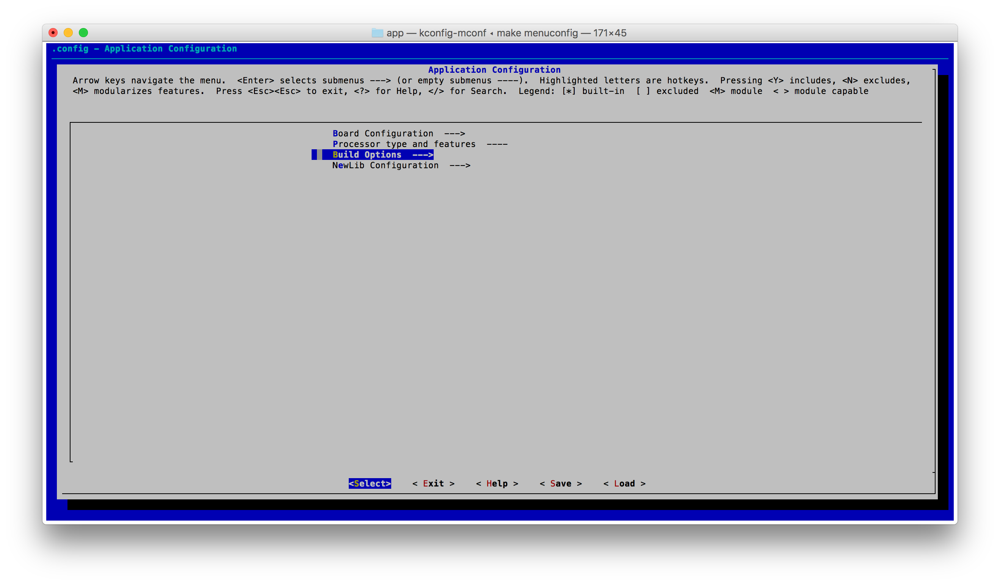 app — kconfig-mconf ◂ make menuconfig — 171×45
.config - Application Configuration
Application Configuration
Arrow keys navigate the menu.  <Enter> selects submenus ---> (or empty submenus ----).  Highlighted letters are hotkeys.  Pressing <Y> includes, <N> excludes,
<M> modularizes features.  Press <Esc><Esc> to exit, <?> for Help, </> for Search.  Legend: [*] built-in  [ ] excluded  <M> module  < > module capable
Board Configuration  --->
Processor type and features  ----
Build Options  --->
NewLib Configuration  --->
<Select>    < Exit >    < Help >    < Save >    < Load >